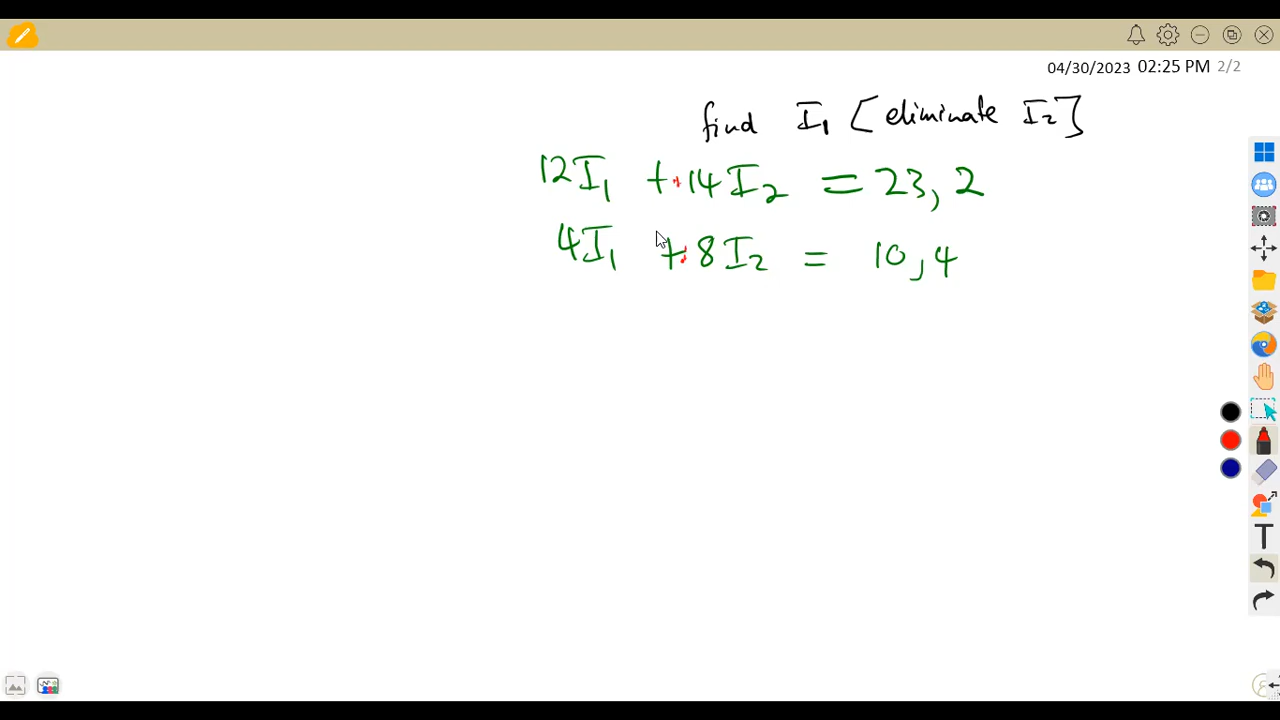 04/30/2023 02:25 PM 2/2
find I₁ [eliminate I₂]
12I₁ + 14I₂ = 23,2
4I₁ + 8I₂ = 10,4
T